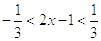 -1/3 < 2x-1 < 1/3